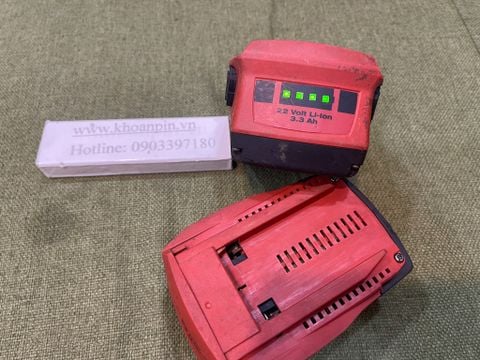 www.khoanpin.vn
Hotline: 0903397180
22 Volt Li-Ion
3.3 Ah